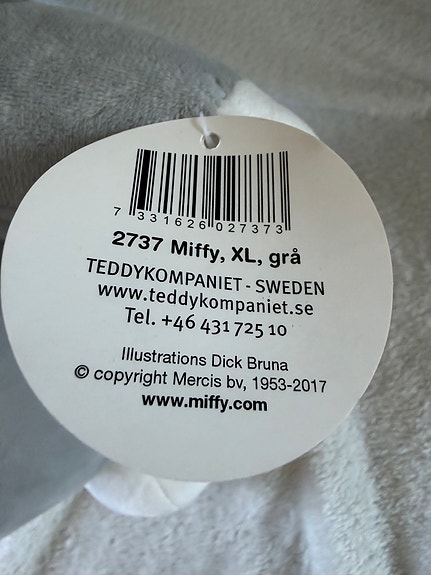 7 331626 027373
2737 Miffy, XL, grå
TEDDYKOMPANIET - SWEDEN
www.teddykompaniet.se
Tel. +46 431 725 10
Illustrations Dick Bruna
© copyright Mercis bv, 1953-2017
www.miffy.com